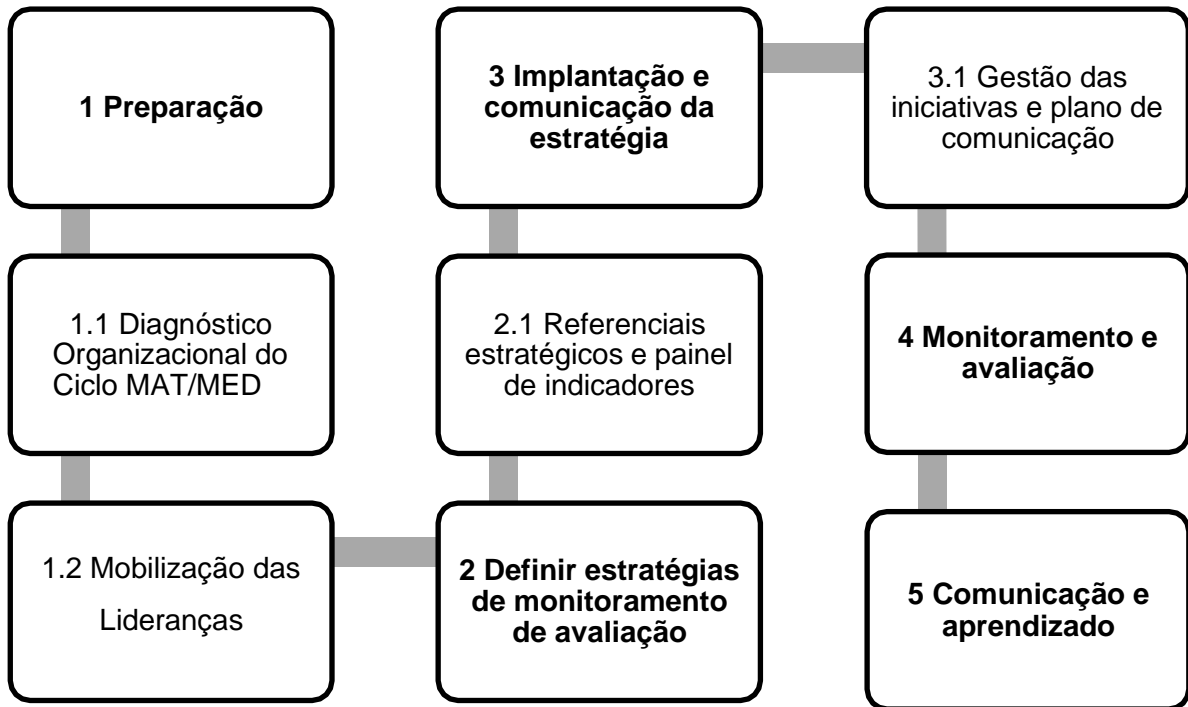 1 Preparação
1.1 Diagnóstico
Organizacional do
Ciclo MAT/MED
1.2 Mobilização das
Lideranças
2 Definir estratégias
de monitoramento
de avaliação
2.1 Referenciais
estratégicos e painel
de indicadores
3 Implantação e
comunicação da
estratégia
3.1 Gestão das
iniciativas e plano de
comunicação
4 Monitoramento e
avaliação
5 Comunicação e
aprendizado